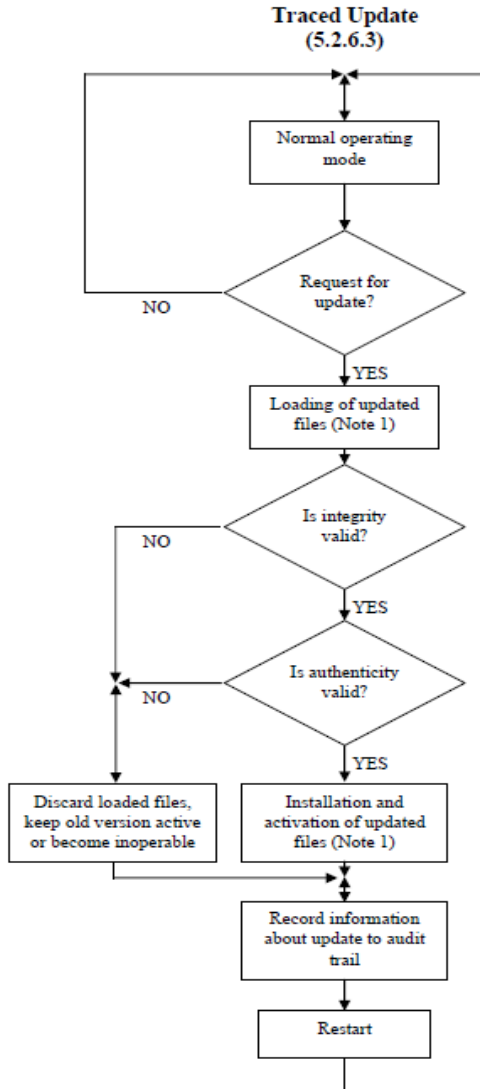 Traced Update
(5.2.6.3)
Normal operating
mode
Request for
update?
NO
YES
Loading of updated
files (Note 1)
Is integrity
valid?
NO
YES
Is authenticity
valid?
NO
YES
Discard loaded files,
keep old version active
or become inoperable
Installation and
activation of updated
files (Note 1)
Record information
about update to audit
trail
Restart